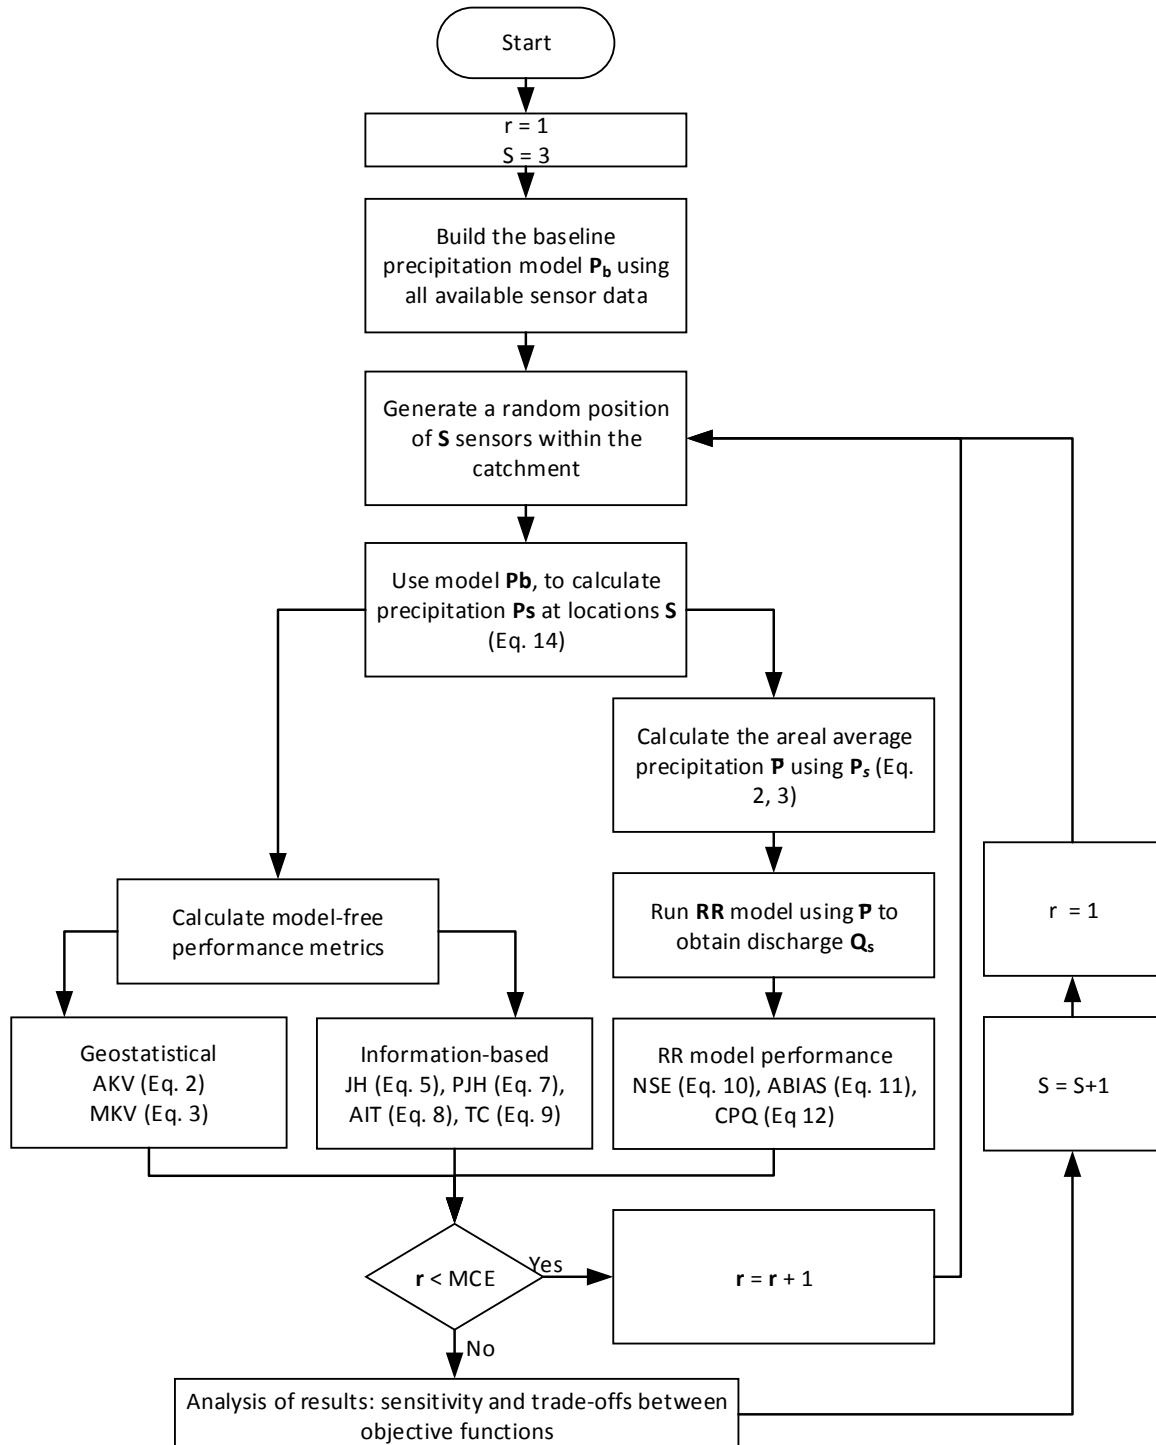 Start
r = 1
S = 3
Build the baseline
precipitation model Pb using
all available sensor data
Generate a random position
of S sensors within the
catchment
Use model Pb, to calculate
precipitation Ps at locations S
(Eq. 14)
Calculate the areal average
precipitation P̄ using Ps (Eq.
2, 3)
Calculate model-free
performance metrics
Run RR model using P̄ to
obtain discharge Qs
r = 1
Geostatistical
AKV (Eq. 2)
MKV (Eq. 3)
Information-based
JH (Eq. 5), PJH (Eq. 7),
AIT (Eq. 8), TC (Eq. 9)
RR model performance
NSE (Eq. 10), ABIAS (Eq. 11),
CPQ (Eq 12)
S = S+1
r < MCE
Yes
r = r + 1
No
Analysis of results: sensitivity and trade-offs between
objective functions